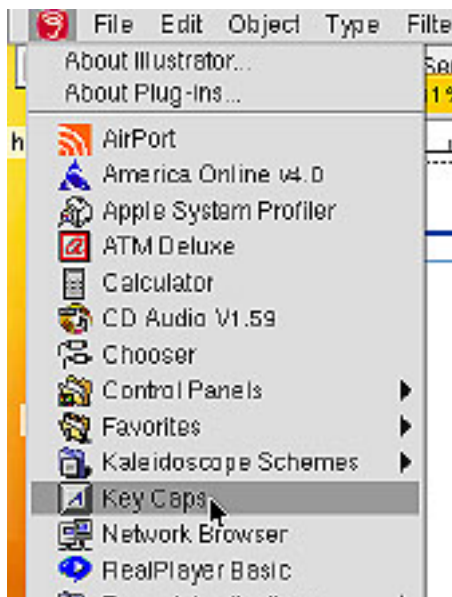 File Edit Object Type Filte
About Illustrator...
About Plug-ins...
AirPort
America Online v4.0
Apple System Profiler
ATM Deluxe
Calculator
CD Audio V1.59
Chooser
Control Panels
Favorites
Kaleidoscope Schemes
Key Caps
Network Browser
RealPlayer Basic